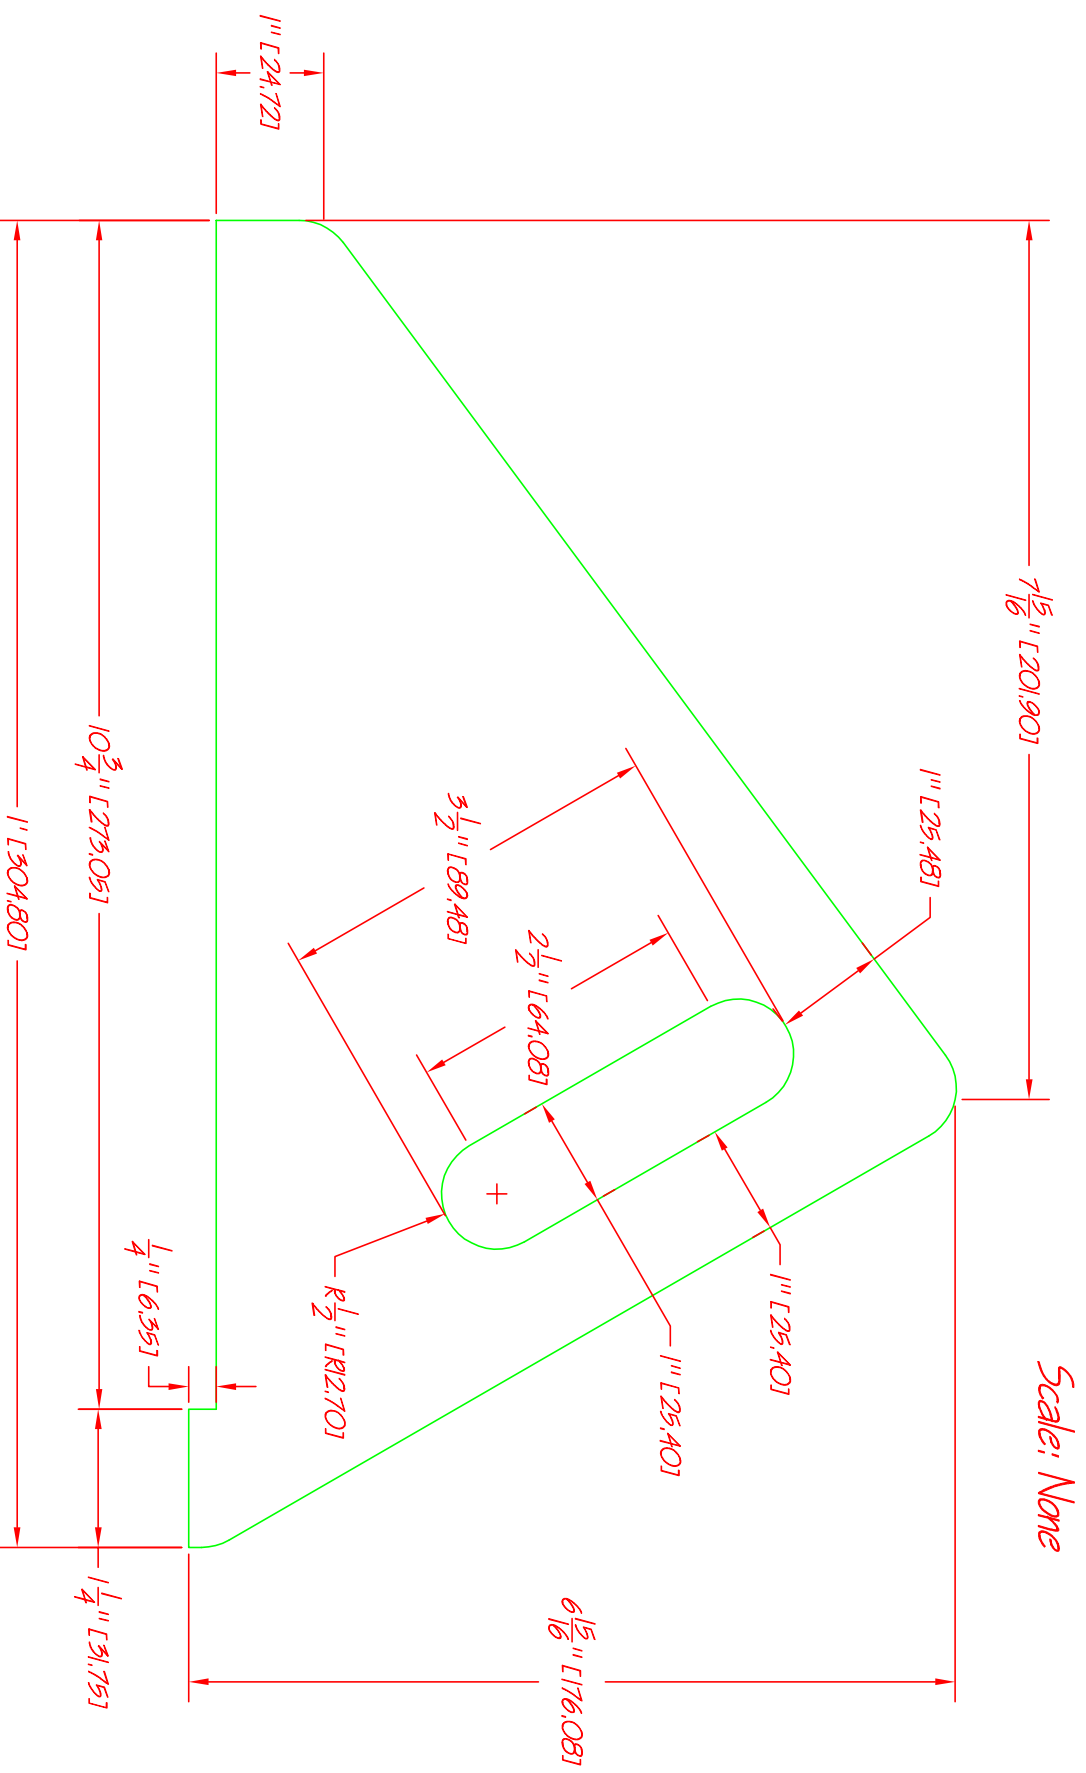 Scale: None
7 15/16" [201.90]
1" [25.48]
1" [24.72]
3 1/2" [89.48]
2 1/2" [64.08]
1" [25.40]
1" [25.40]
R 1/2" [R12.70]
1/4" [6.35]
10 3/4" [273.05]
1' [304.80]
1 1/4" [31.75]
6 15/16" [176.08]